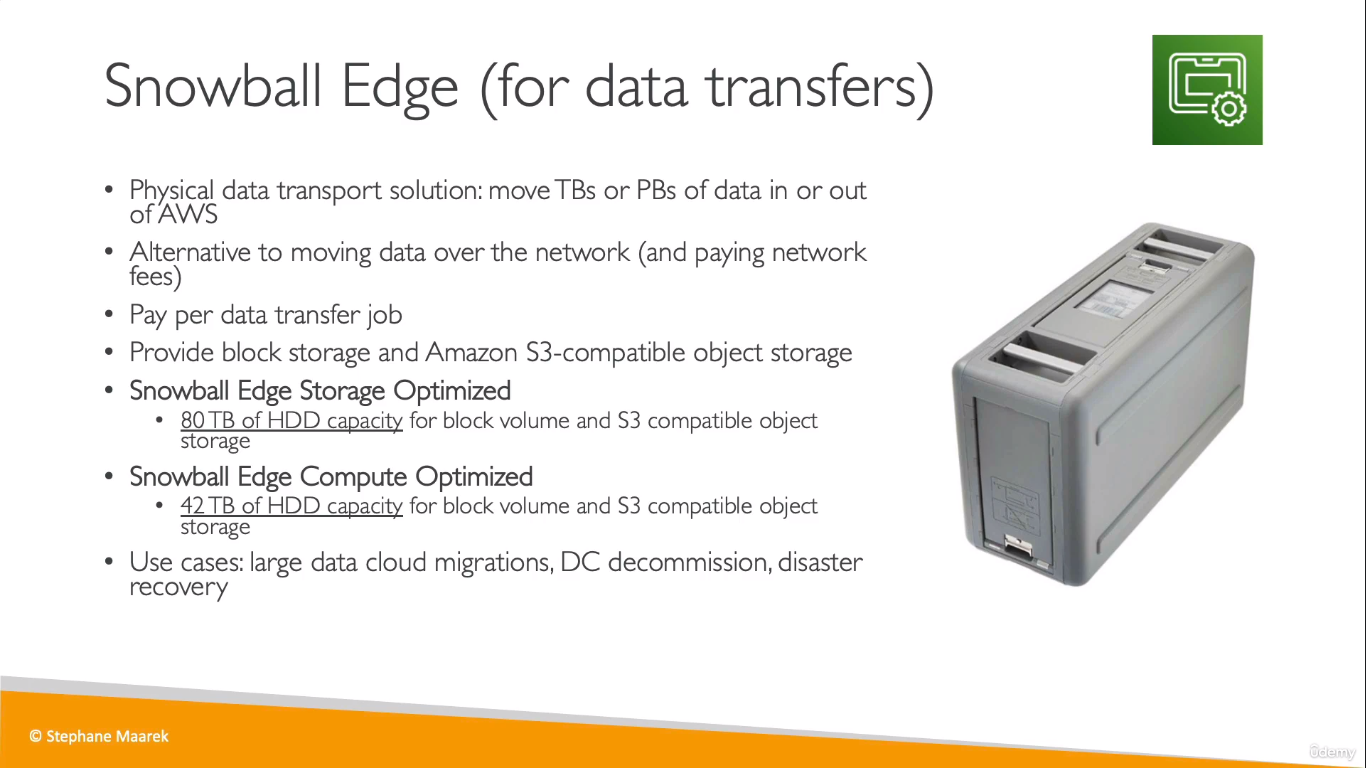 Snowball Edge (for data transfers)
• Physical data transport solution: move TBs or PBs of data in or out
of AWS
• Alternative to moving data over the network (and paying network
fees)
• Pay per data transfer job
• Provide block storage and Amazon S3-compatible object storage
• Snowball Edge Storage Optimized
• 80 TB of HDD capacity for block volume and S3 compatible object
storage
• Snowball Edge Compute Optimized
• 42 TB of HDD capacity for block volume and S3 compatible object
storage
• Use cases: large data cloud migrations, DC decommission, disaster
recovery
© Stephane Maarek
ûdemy